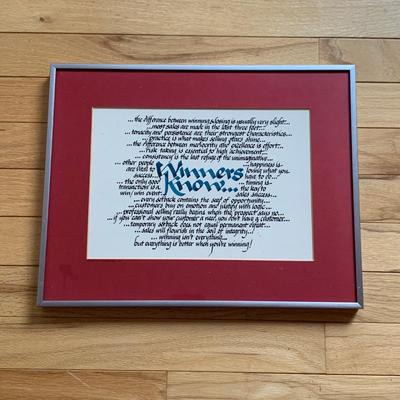 ...the difference between winning & losing is usually very slight...
...most sales are made in the last three feet...
...tenacity and persistence are their strongest characteristics...
...practice is what makes selling stars shine...
...the difference between mediocrity and excellence is effort...
...risk taking is essential to high achievement...
...consistency is the last refuge of the unimaginative...
other people
are the key to
success...
...the only good
transaction is a
win/win event
Winners
Know...
...happiness is
loving what you
have to do...
...timing is
the key to
sales success...
...every setback contains the seed of opportunity...
...customers buy on emotion and justify with logic...
...professional selling really begins when the prospect says no...
...if you can't show your customer a need, you don't have a customer...
...temporary setback does not equal permanent defeat...
...sales will flourish in the soil of integrity...
...winning isn't everything...
but everything is better when you're winning!